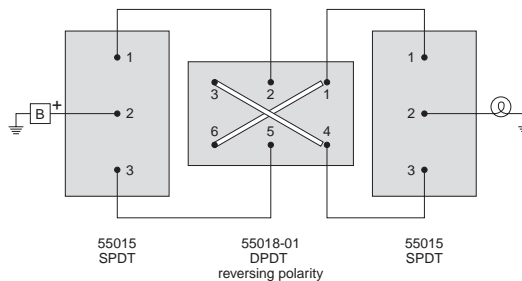 1
3 2 1
1
B +
2
2
6 5 4
3
3
55015
SPDT
55018-01
DPDT
reversing polarity
55015
SPDT